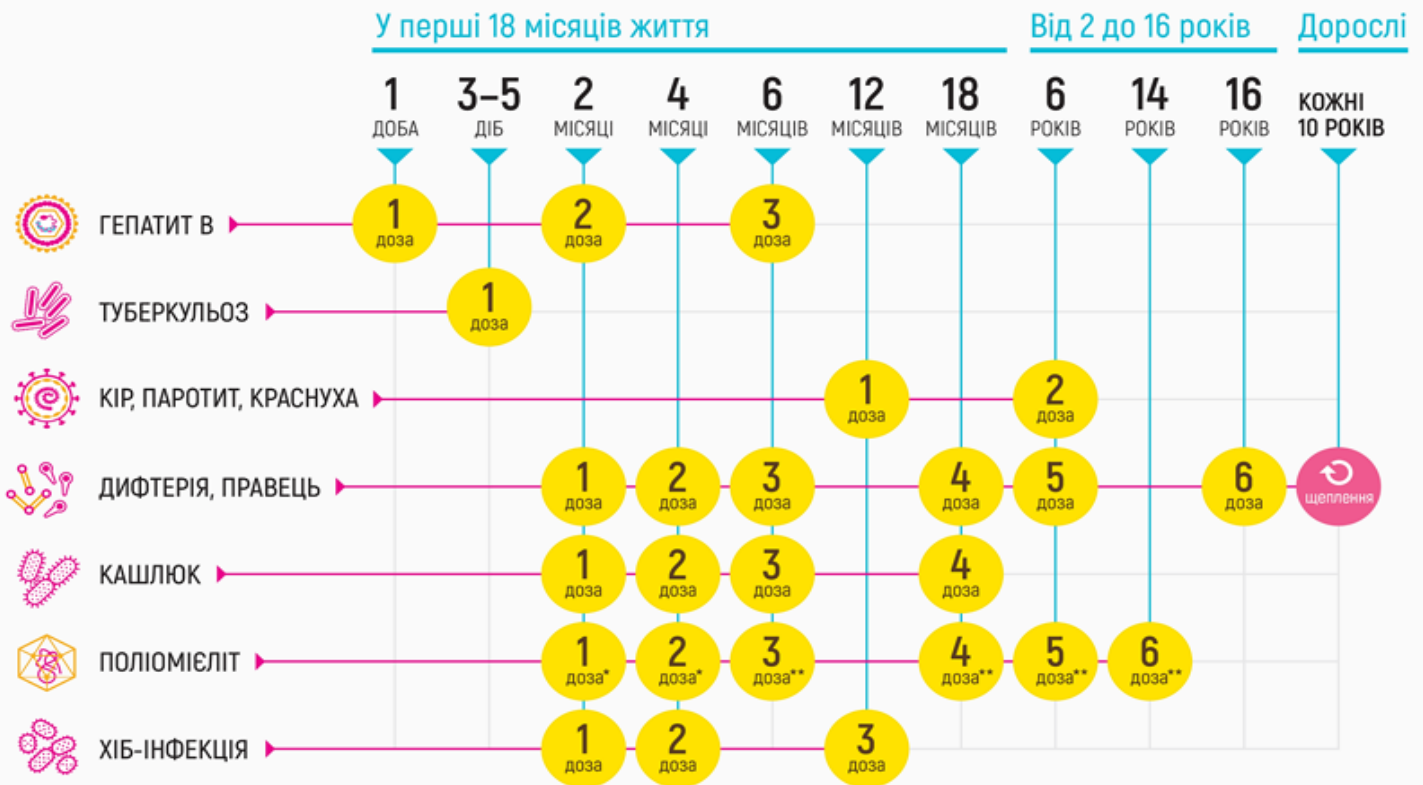 У перші 18 місяців життя Від 2 до 16 років Дорослі
1 3–5 2 4 6 12 18 6 14 16 КОЖНІ
ДОБА ДІБ МІСЯЦІ МІСЯЦІ МІСЯЦІВ МІСЯЦІВ МІСЯЦІВ РОКІВ РОКІВ РОКІВ 10 РОКІВ
ГЕПАТИТ В 1 2 3
доза доза доза
ТУБЕРКУЛЬОЗ 1
доза
КІР, ПАРОТИТ, КРАСНУХА 1 2
доза доза
ДИФТЕРІЯ, ПРАВЕЦЬ 1 2 3 4 5 6
доза доза доза доза доза доза щеплення
КАШЛЮК 1 2 3 4
доза доза доза доза
ПОЛІОМІЄЛІТ 1 2 3 4 5 6
доза* доза* доза** доза** доза** доза**
ХІБ-ІНФЕКЦІЯ 1 2 3
доза доза доза